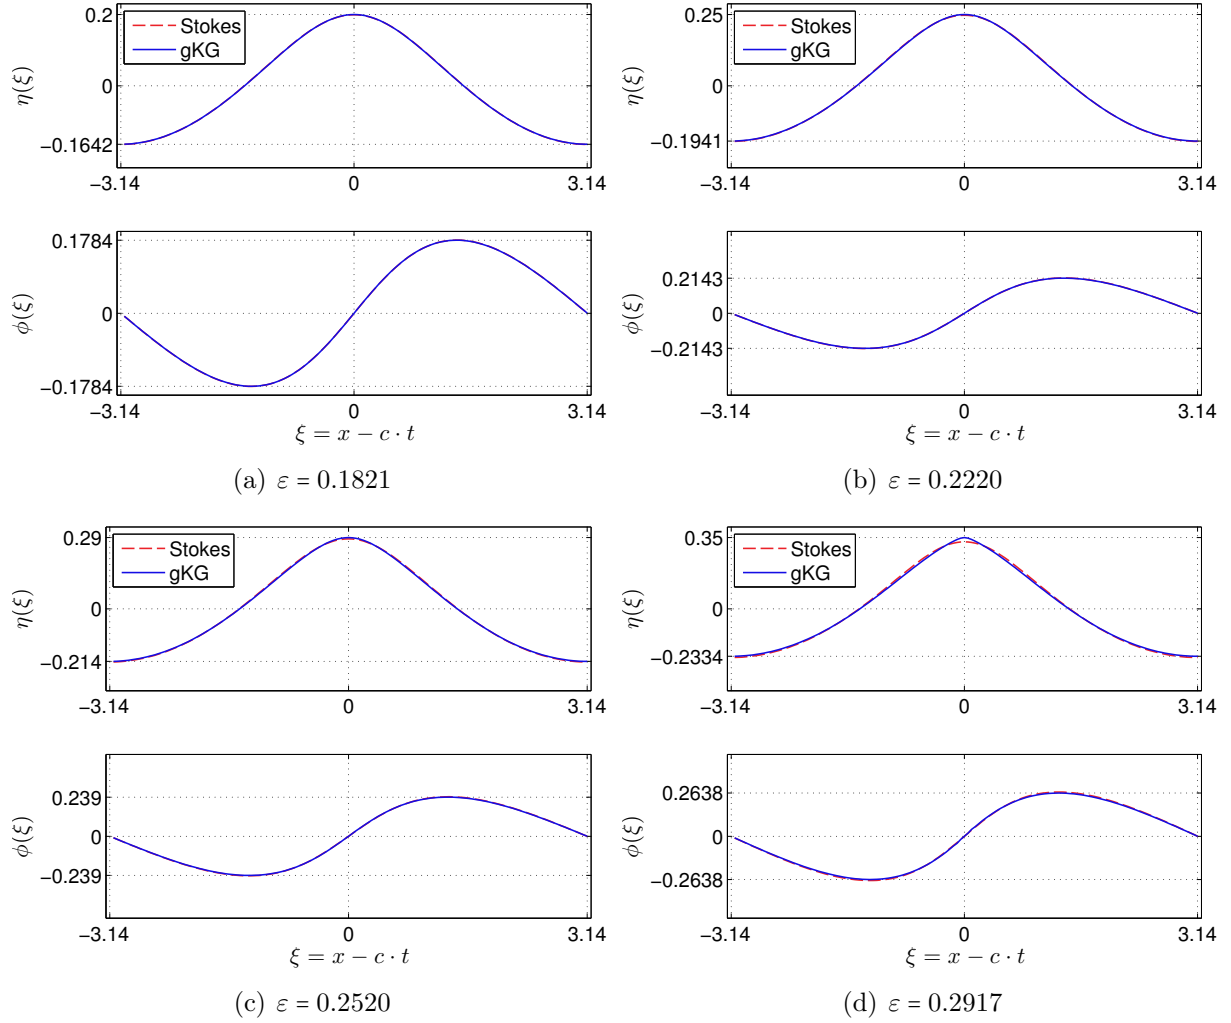 0.2
Stokes
gKG
0
−0.1642
η(ξ)
−3.14 0 3.14
0.1784
0
−0.1784
ϕ(ξ)
−3.14 0 3.14
ξ = x − c · t
(a) ε = 0.1821
0.25
Stokes
gKG
0
−0.1941
η(ξ)
−3.14 0 3.14
0.2143
0
−0.2143
ϕ(ξ)
−3.14 0 3.14
ξ = x − c · t
(b) ε = 0.2220
0.29
Stokes
gKG
0
−0.214
η(ξ)
−3.14 0 3.14
0.239
0
−0.239
ϕ(ξ)
−3.14 0 3.14
ξ = x − c · t
(c) ε = 0.2520
0.35
Stokes
gKG
0
−0.2334
η(ξ)
−3.14 0 3.14
0.2638
0
−0.2638
ϕ(ξ)
−3.14 0 3.14
ξ = x − c · t
(d) ε = 0.2917